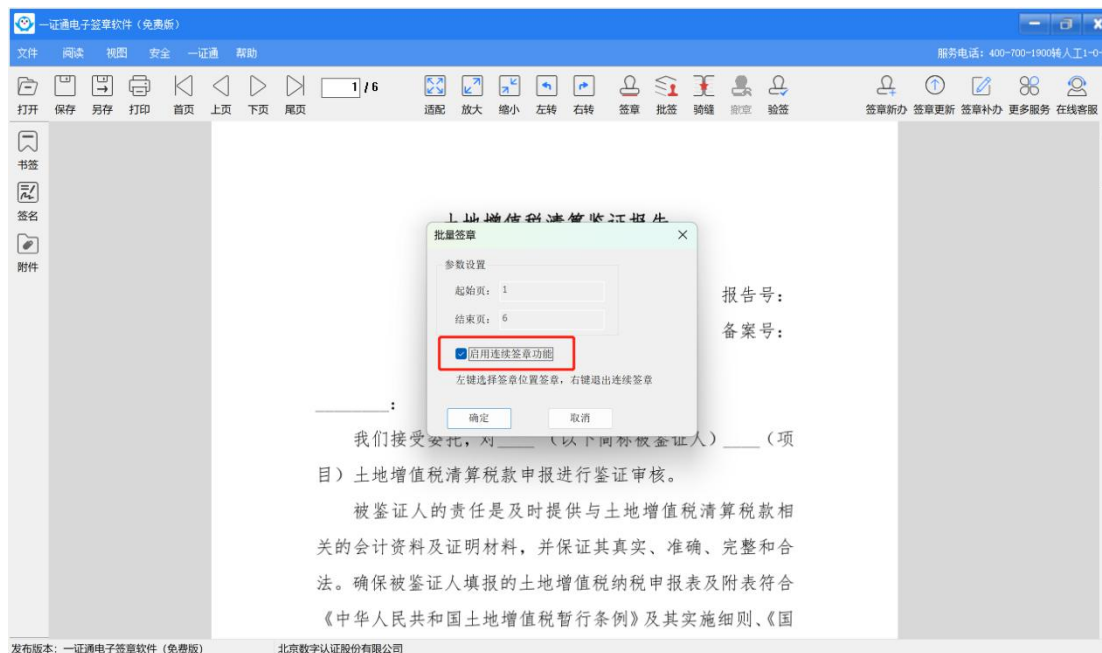 一证通电子签章软件（免费版）
文件 阅读 视图 安全 一证通 帮助 服务电话：400-700-1900转人工1-0-
打开 保存 另存 打印 首页 上页 下页 尾页 1 / 6 适配 放大 缩小 左转 右转 签章 批签 骑缝 撤章 验签 签章新办 签章更新 签章补办 更多服务 在线客服
书签
签名
附件
土地增值税清算鉴证报告
批量签章
参数设置
起始页： 1
结束页： 6
启用连续签章功能
左键选择签章位置签章，右键退出连续签章
确定 取消
报告号：
备案号：
________：
我们接受委托，对____（以下简称被鉴证人）____（项
目）土地增值税清算税款申报进行鉴证审核。
被鉴证人的责任是及时提供与土地增值税清算税款相
关的会计资料及证明材料，并保证其真实、准确、完整和合
法。确保被鉴证人填报的土地增值税纳税申报表及附表符合
《中华人民共和国土地增值税暂行条例》及其实施细则、《国
发布版本：一证通电子签章软件（免费版） 北京数字认证股份有限公司